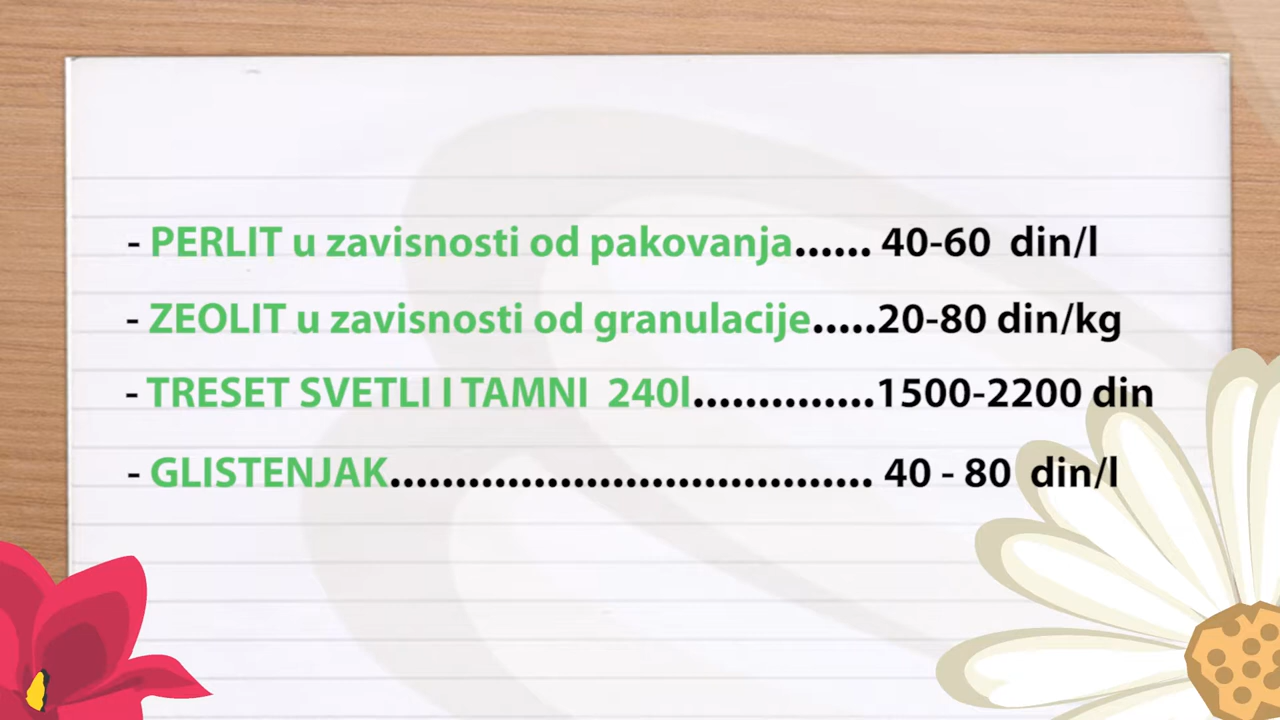 - PERLIT u zavisnosti od pakovanja...... 40-60 din/l
- ZEOLIT u zavisnosti od granulacije.....20-80 din/kg
- TRESET SVETLI I TAMNI 240l..............1500-2200 din
- GLISTENJAK..................................... 40 - 80 din/l